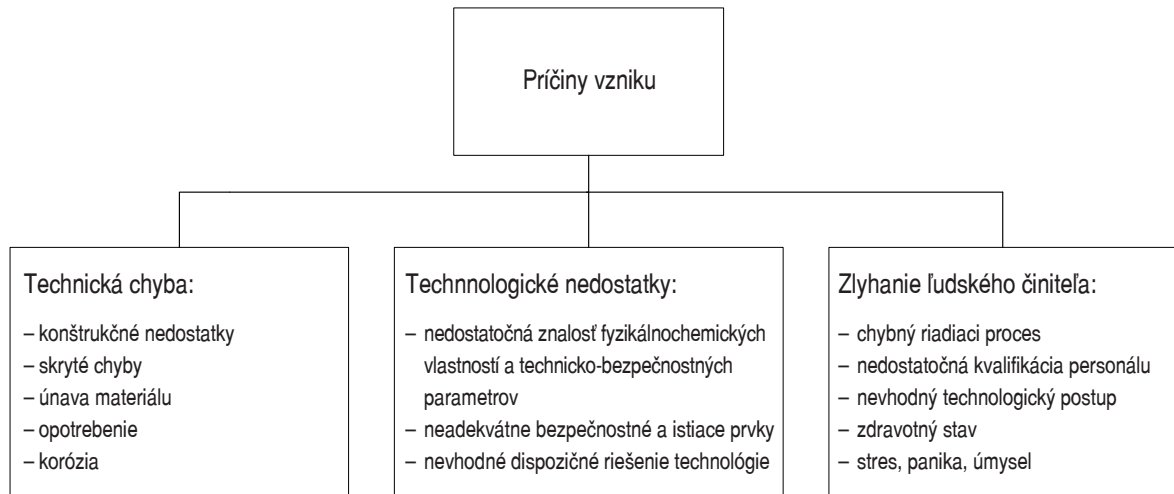 Príčiny vzniku
Technická chyba:
– konštrukčné nedostatky
– skryté chyby
– únava materiálu
– opotrebenie
– korózia
Technnologické nedostatky:
– nedostatočná znalosť fyzikálnochemických
vlastností a technicko-bezpečnostných
parametrov
– neadekvátne bezpečnostné a istiace prvky
– nevhodné dispozičné riešenie technológie
Zlyhanie ľudského činiteľa:
– chybný riadiaci proces
– nedostatočná kvalifikácia personálu
– nevhodný technologický postup
– zdravotný stav
– stres, panika, úmysel